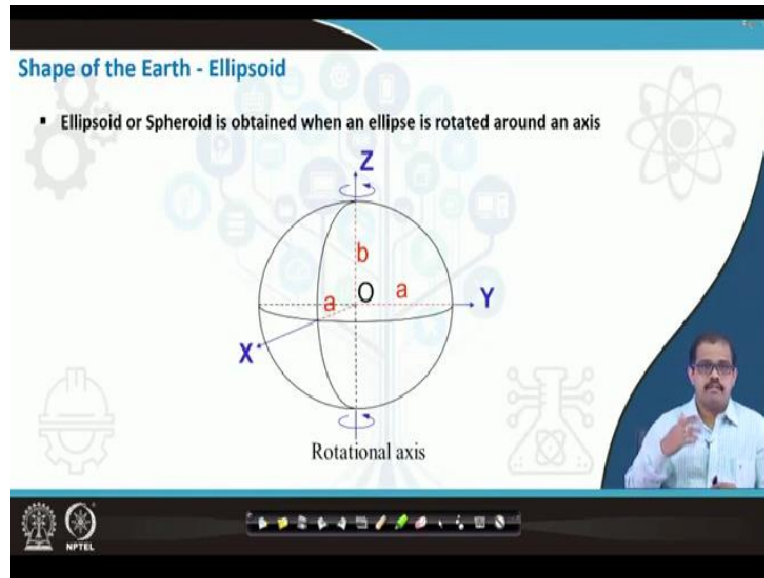 Shape of the Earth - Ellipsoid
▪ Ellipsoid or Spheroid is obtained when an ellipse is rotated around an axis
Z
b
a O a
Y
X
Rotational axis
NPTEL